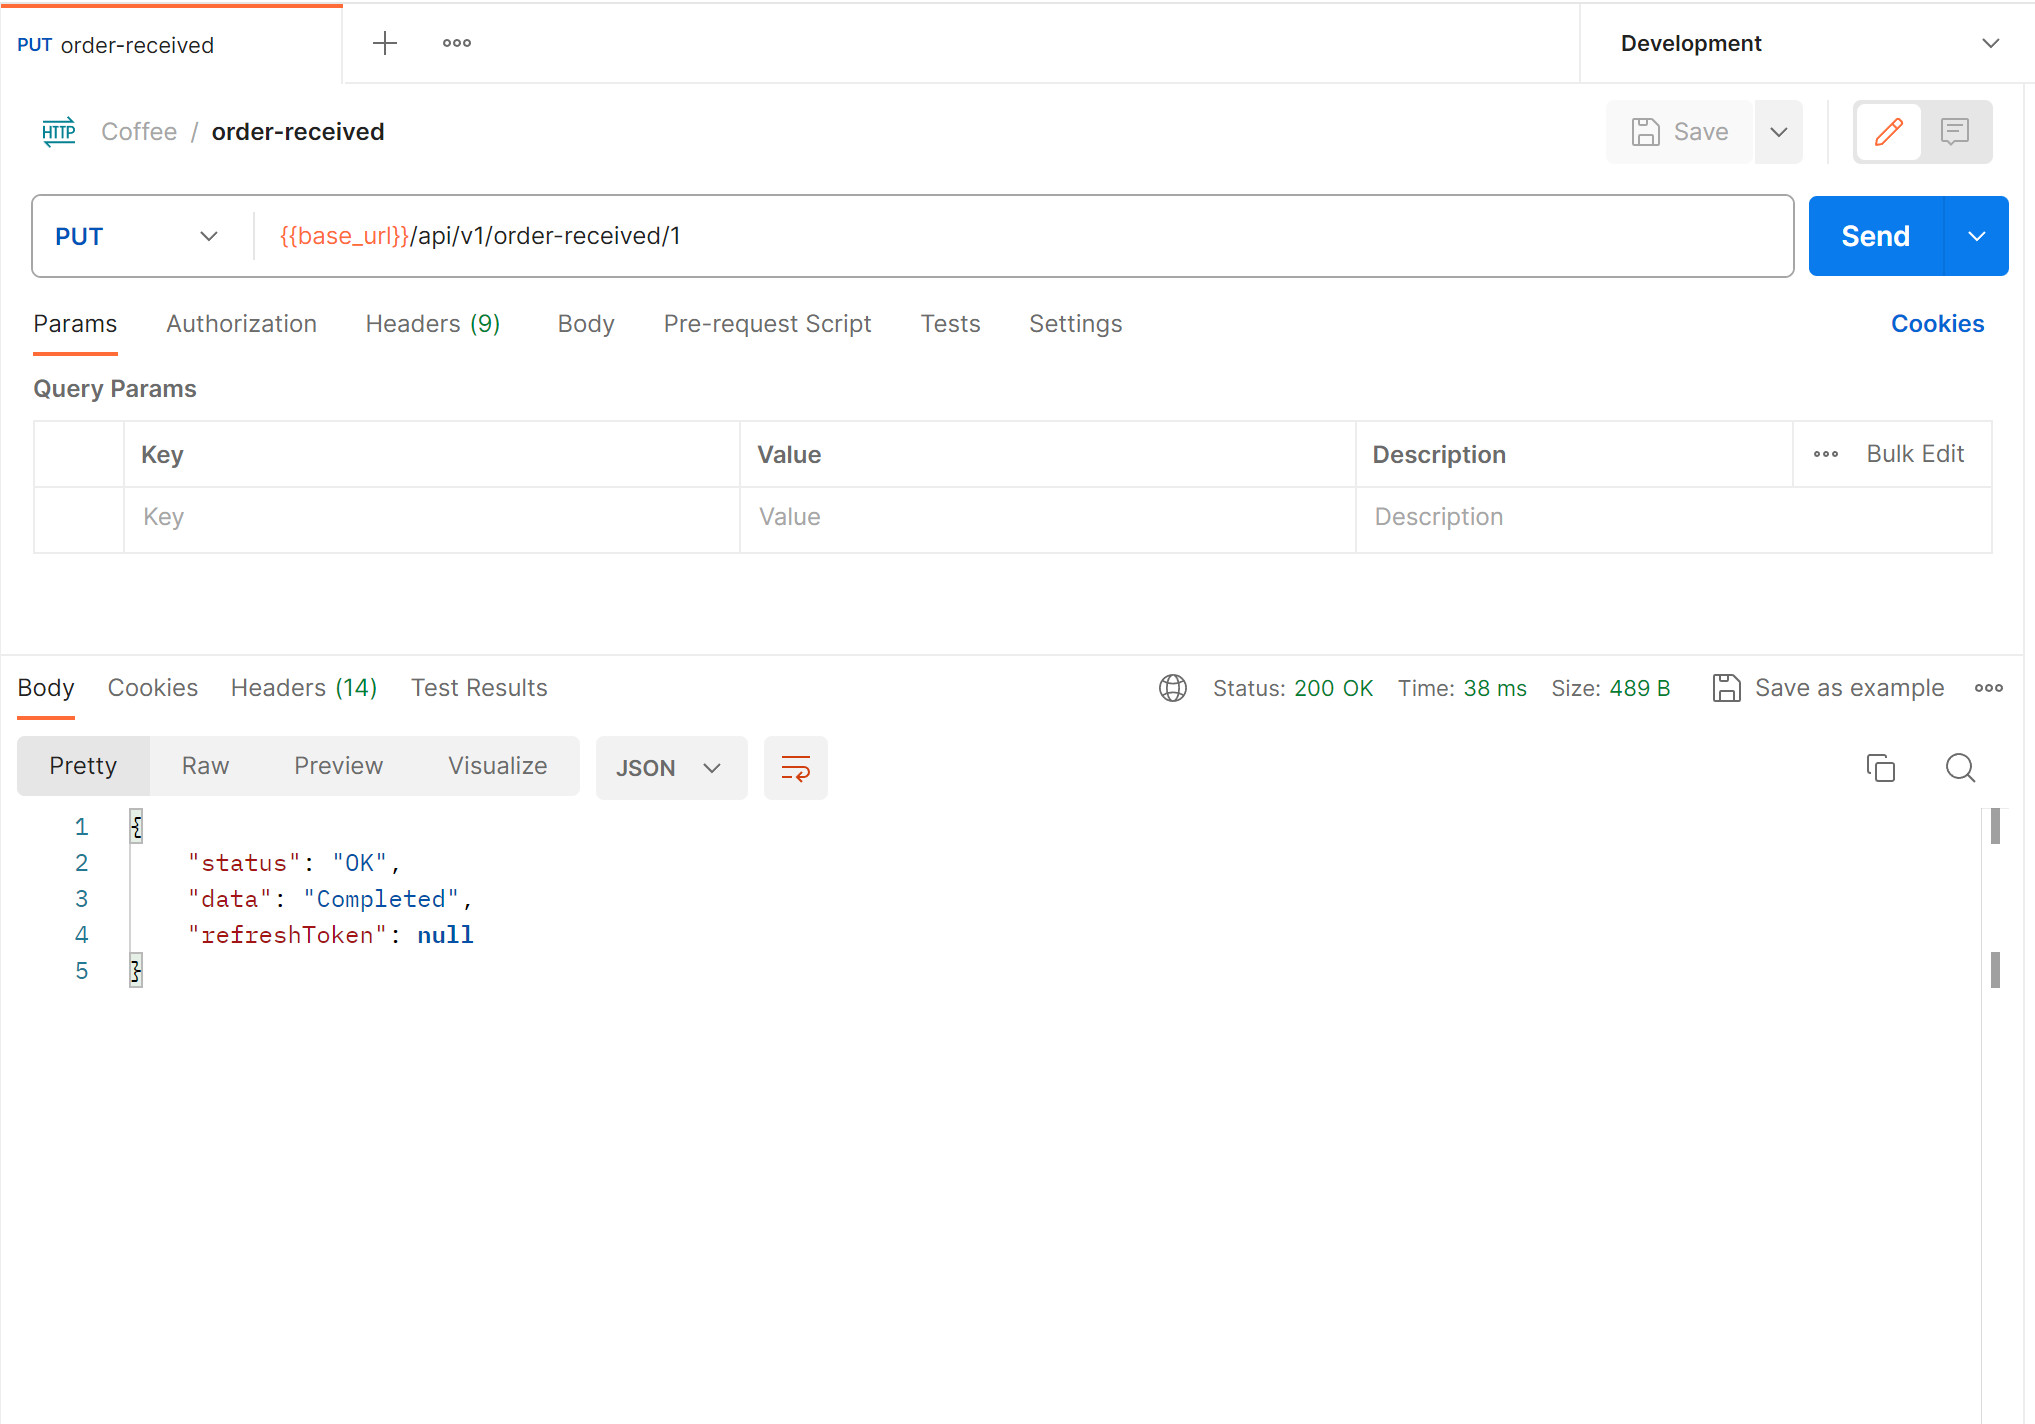 PUT order-received
Development
HTTP Coffee / order-received
Save
PUT {{base_url}}/api/v1/order-received/1
Send
Params Authorization Headers (9) Body Pre-request Script Tests Settings Cookies
Query Params
Key Value Description Bulk Edit
Key Value Description
Body Cookies Headers (14) Test Results Status: 200 OK Time: 38 ms Size: 489 B Save as example
Pretty Raw Preview Visualize JSON
1 {
2 "status": "OK",
3 "data": "Completed",
4 "refreshToken": null
5 }